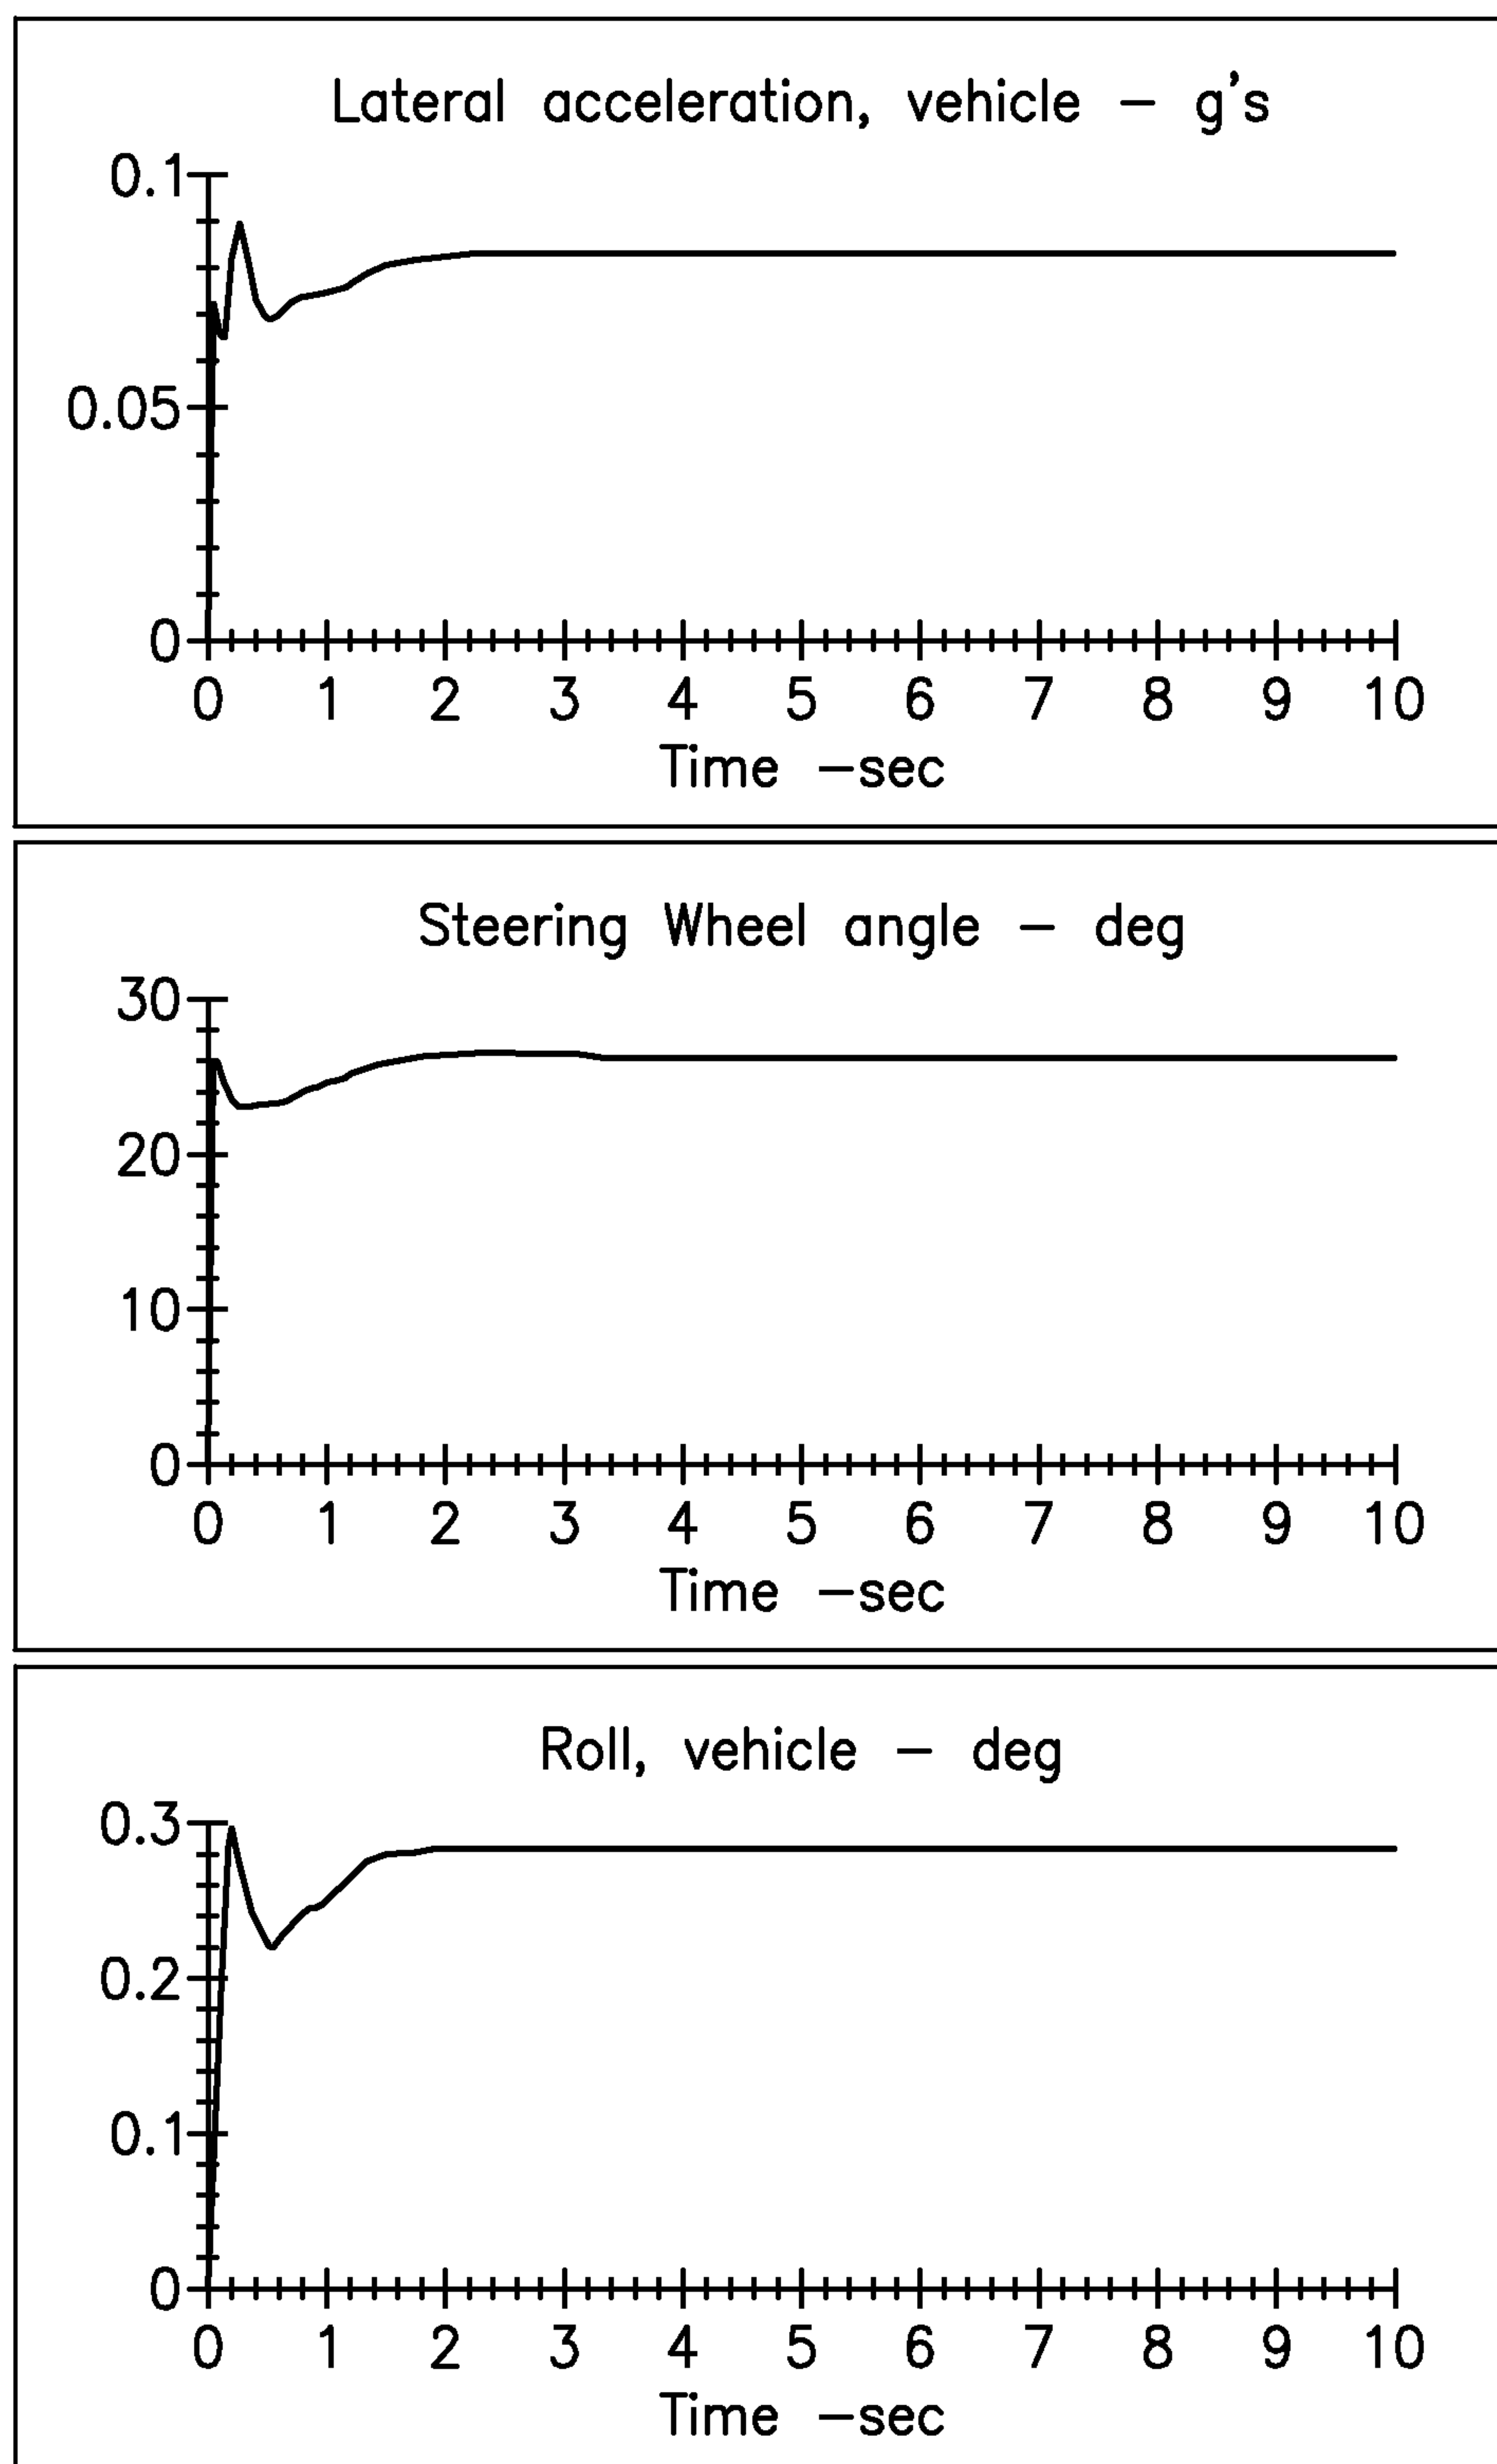 Lateral acceleration, vehicle – g's
0.1
0.05
0
0 1 2 3 4 5 6 7 8 9 10
Time –sec
Steering Wheel angle – deg
30
20
10
0
0 1 2 3 4 5 6 7 8 9 10
Time –sec
Roll, vehicle – deg
0.3
0.2
0.1
0
0 1 2 3 4 5 6 7 8 9 10
Time –sec